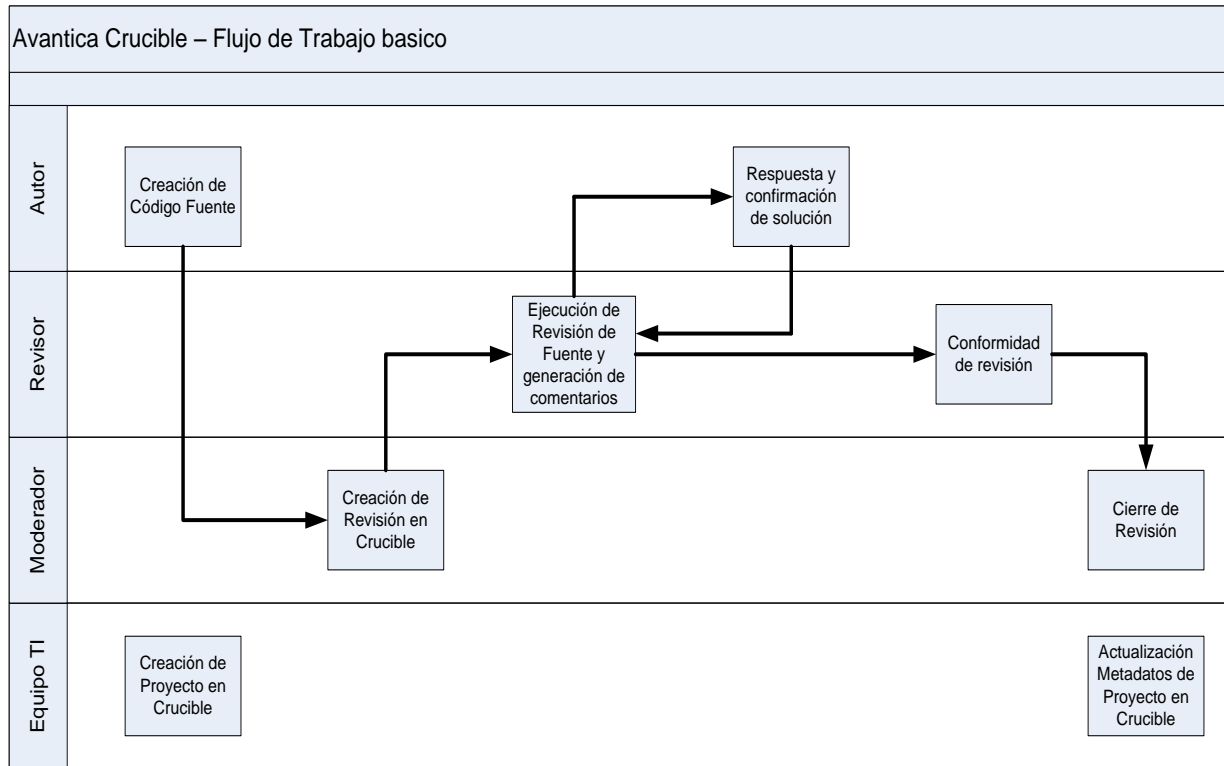 Avantica Crucible – Flujo de Trabajo basico
Autor
Creación de
Código Fuente
Respuesta y
confirmación
de solución
Revisor
Ejecución de
Revisión de
Fuente y
generación de
comentarios
Conformidad
de revisión
Moderador
Creación de
Revisión en
Crucible
Cierre de
Revisión
Equipo TI
Creación de
Proyecto en
Crucible
Actualización
Metadatos de
Proyecto en
Crucible